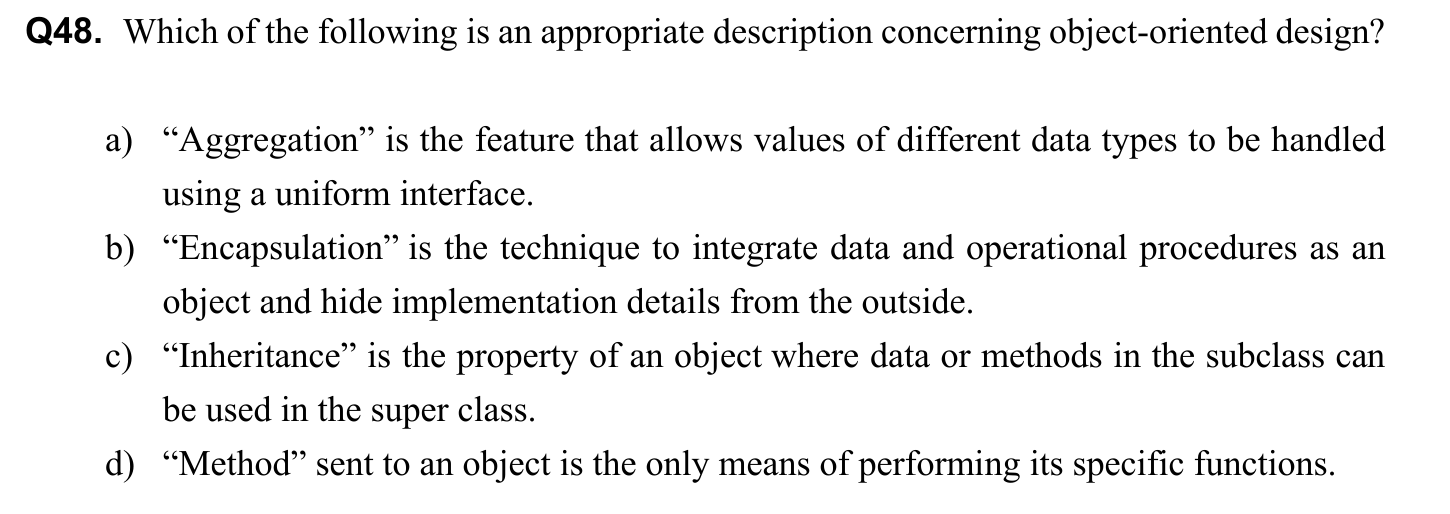 Q48. Which of the following is an appropriate description concerning object-oriented design?
a) “Aggregation” is the feature that allows values of different data types to be handled
using a uniform interface.
b) “Encapsulation” is the technique to integrate data and operational procedures as an
object and hide implementation details from the outside.
c) “Inheritance” is the property of an object where data or methods in the subclass can
be used in the super class.
d) “Method” sent to an object is the only means of performing its specific functions.